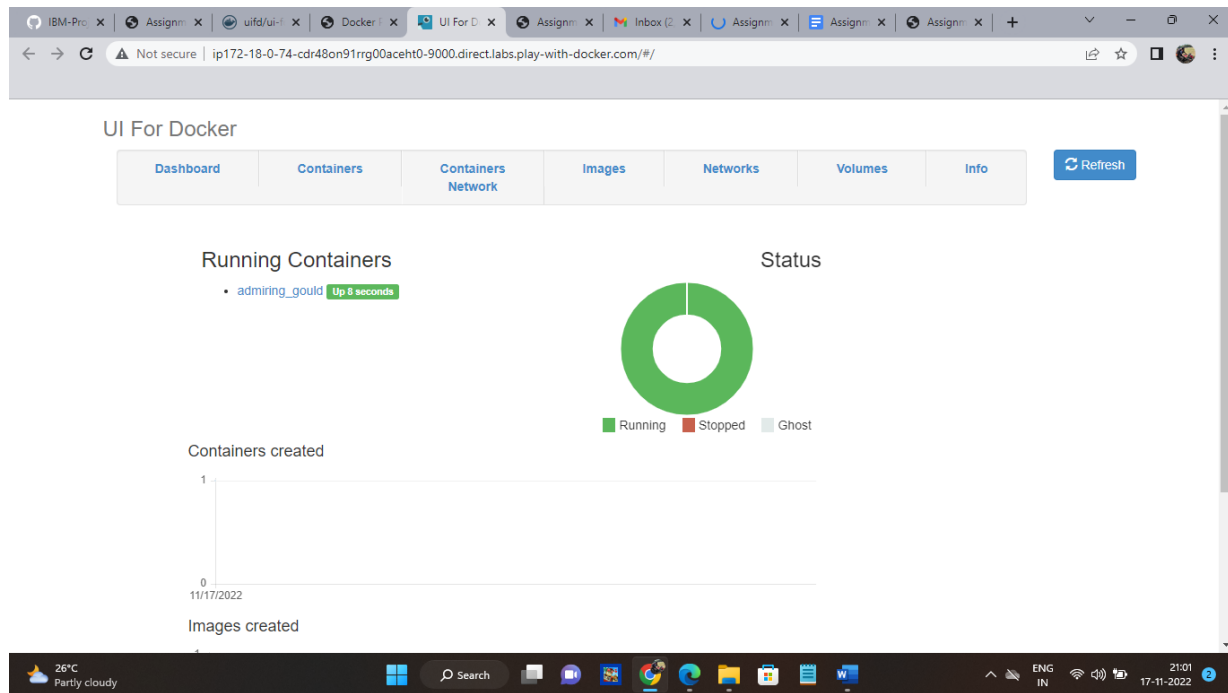 IBM-Pro
Assignm
uifd/ui-f
Docker
UI For D
Assignm
Inbox (2
Assignm
Assignm
Assignm
Not secure
ip172-18-0-74-cdr48on91rrg00aceht0-9000.direct.labs.play-with-docker.com/#/
UI For Docker
Dashboard
Containers
Containers
Network
Images
Networks
Volumes
Info
Refresh
Running Containers
admiring_gould Up 8 seconds
Status
Running Stopped Ghost
Containers created
1
0
11/17/2022
Images created
26°C
Partly cloudy
Search
ENG
IN
21:01
17-11-2022
2